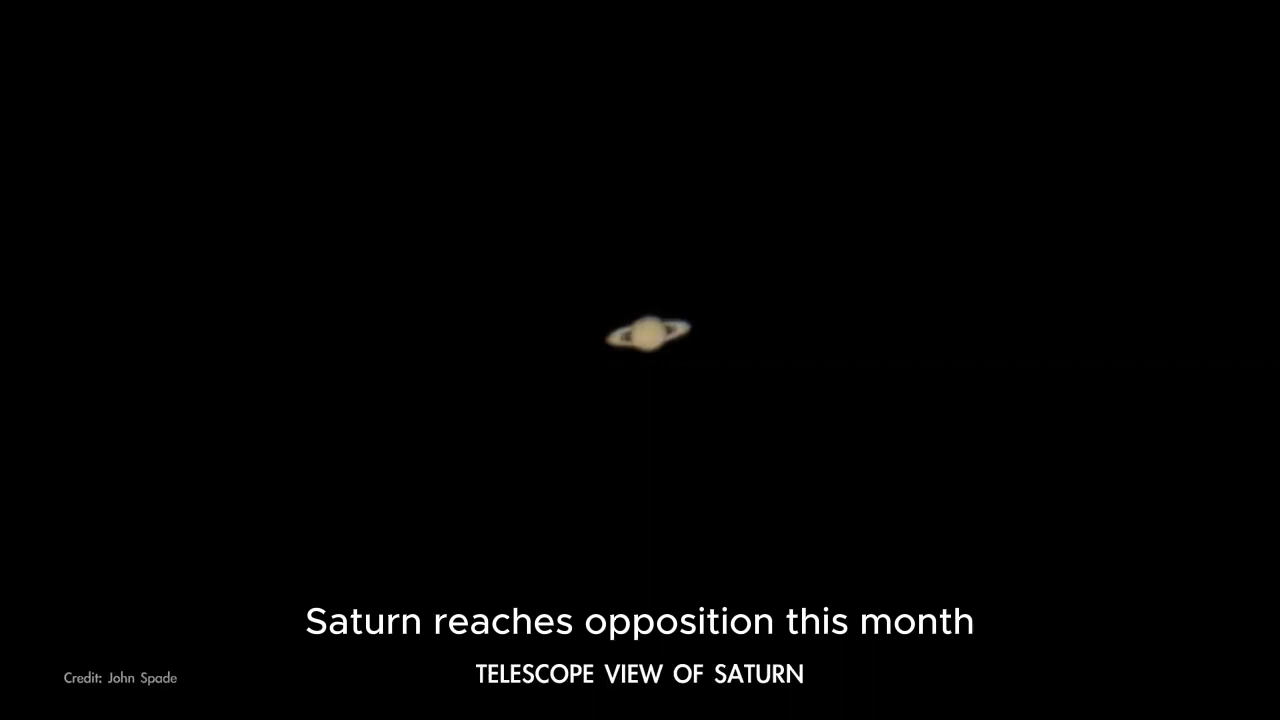 Saturn reaches opposition this month
TELESCOPE VIEW OF SATURN
Credit: John Spade